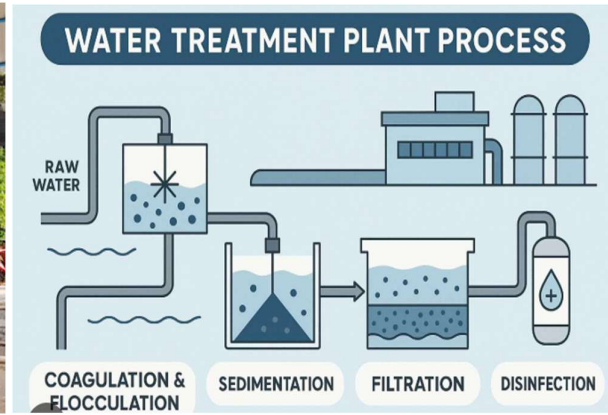 WATER TREATMENT PLANT PROCESS
RAW
WATER
COAGULATION &
FLOCCULATION
SEDIMENTATION
FILTRATION
DISINFECTION